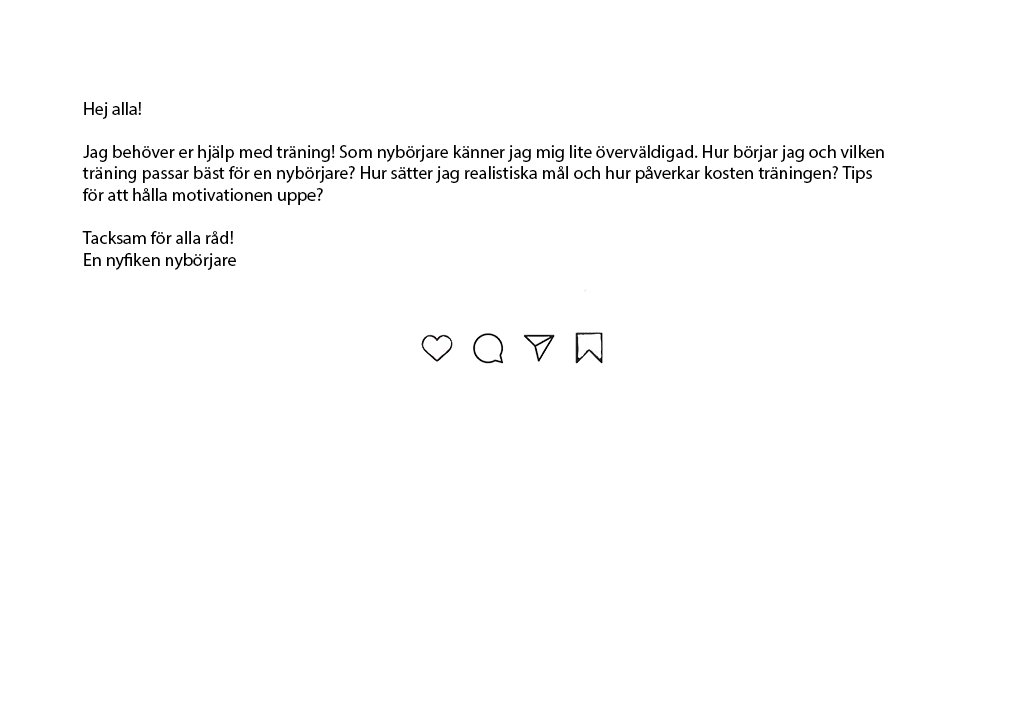 Hej alla!
Jag behöver er hjälp med träning! Som nybörjare känner jag mig lite överväldigad. Hur börjar jag och vilken
träning passar bäst för en nybörjare? Hur sätter jag realistiska mål och hur påverkar kosten träningen? Tips
för att hålla motivationen uppe?
Tacksam för alla råd!
En nyfiken nybörjare